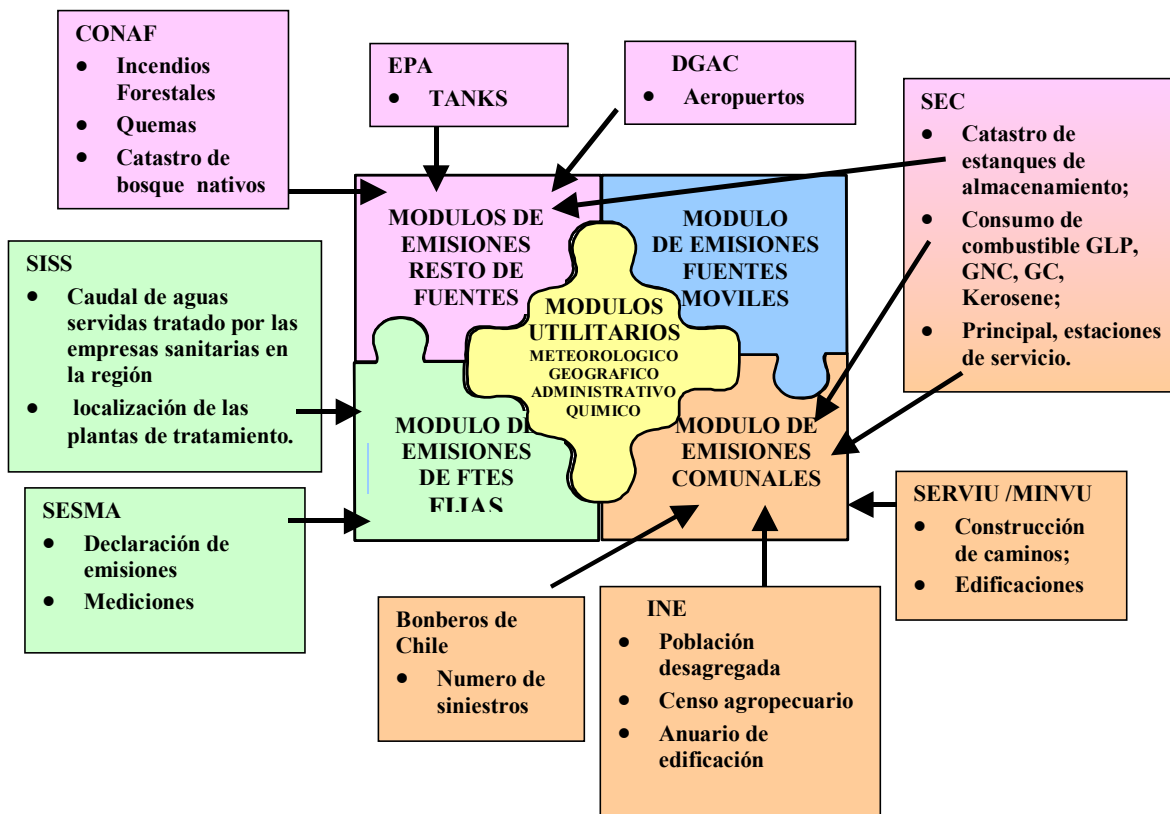 CONAF
• Incendios
Forestales
• Quemas
• Catastro de
bosque nativos
EPA
• TANKS
DGAC
• Aeropuertos
SEC
• Catastro de
estanques de
almacenamiento;
• Consumo de
combustible GLP,
GNC, GC,
Kerosene;
• Principal, estaciones
de servicio.
SISS
• Caudal de aguas
servidas tratado por las
empresas sanitarias en
la región
• localización de las
plantas de tratamiento.
SESMA
• Declaración de
emisiones
• Mediciones
MODULOS DE
EMISIONES
RESTO DE
FUENTES
MODULO
DE EMISIONES
FUENTES
MOVILES
MODULOS
UTILITARIOS
METEOROLOGICO
GEOGRAFICO
ADMINISTRATIVO
QUIMICO
MODULO DE
EMISIONES
DE FTES
FIJAS
MODULO DE
EMISIONES
COMUNALES
SERVIU /MINVU
• Construcción
de caminos;
• Edificaciones
Bonberos de
Chile
• Numero de
siniestros
INE
• Población
desagregada
• Censo agropecuario
• Anuario de
edificación